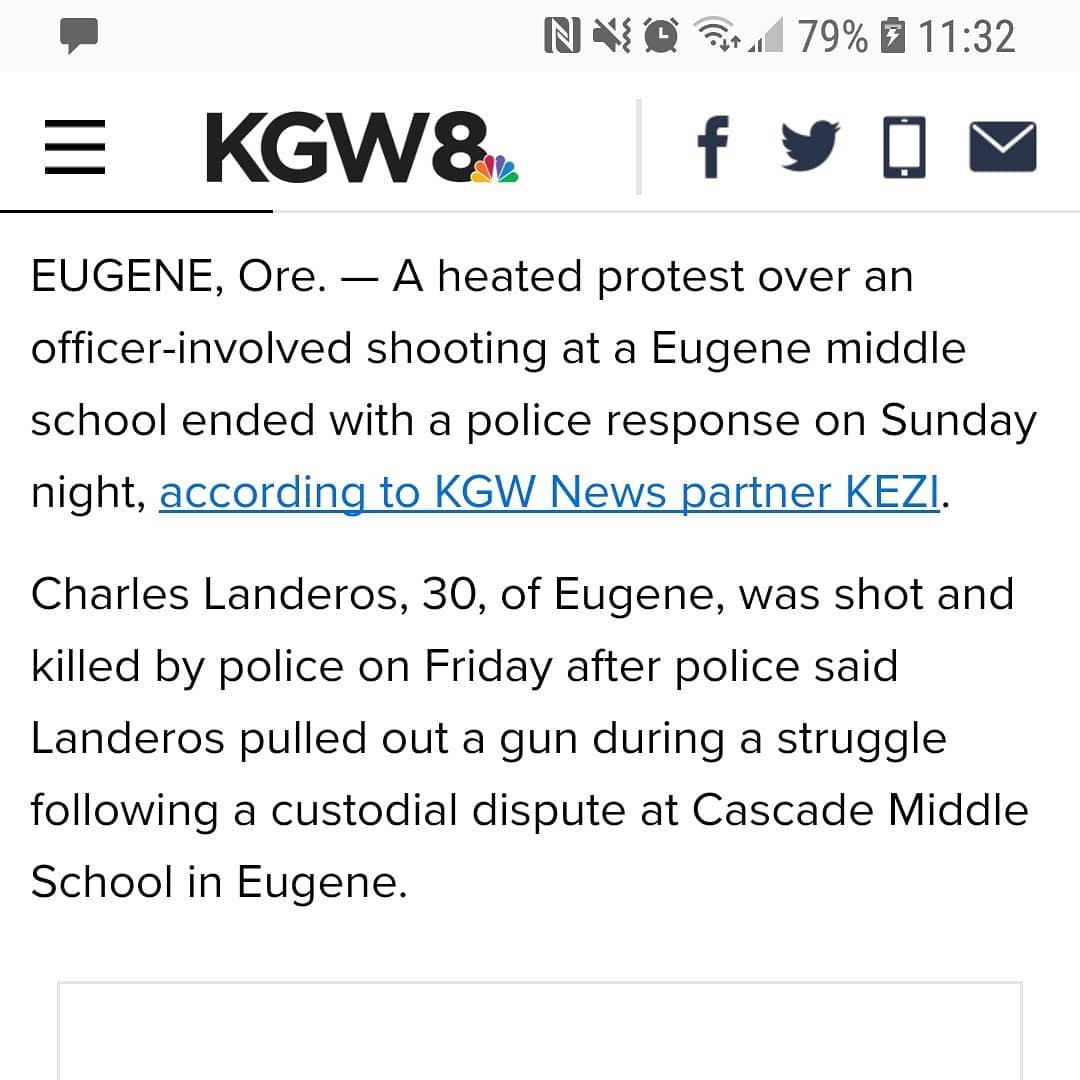 79% 11:32
KGW8
EUGENE, Ore. — A heated protest over an
officer-involved shooting at a Eugene middle
school ended with a police response on Sunday
night, according to KGW News partner KEZI.
Charles Landeros, 30, of Eugene, was shot and
killed by police on Friday after police said
Landeros pulled out a gun during a struggle
following a custodial dispute at Cascade Middle
School in Eugene.